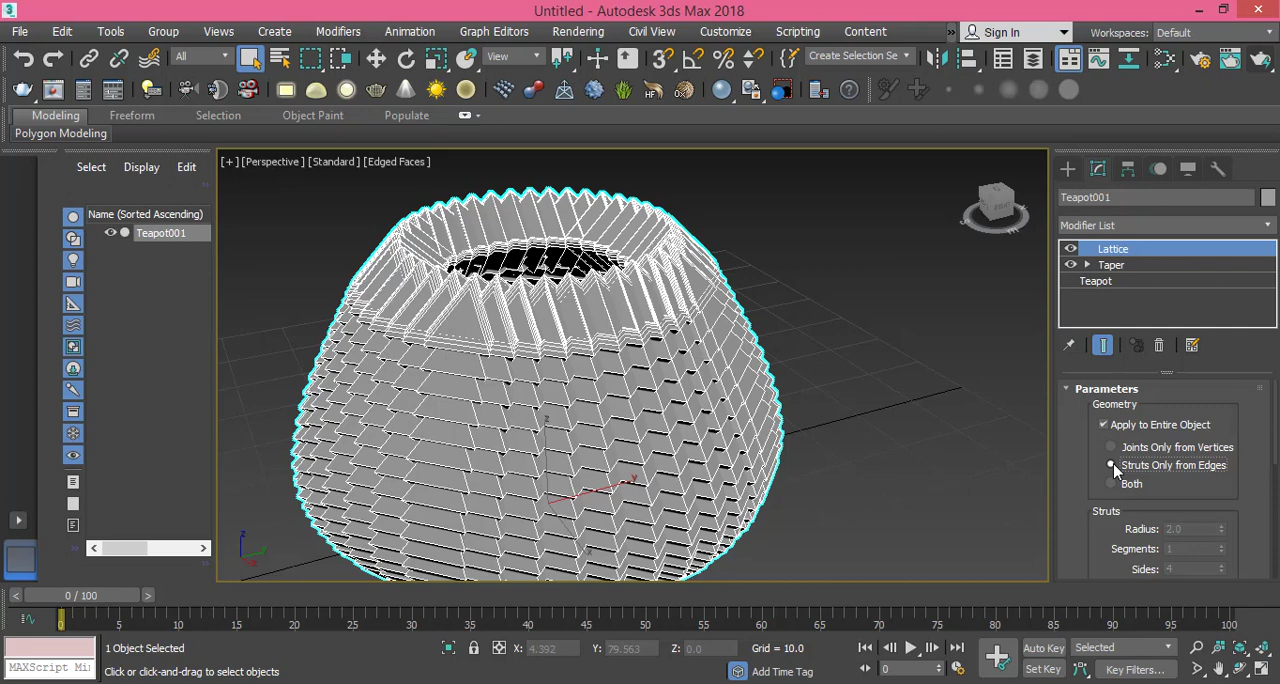 Untitled - Autodesk 3ds Max 2018
File Edit Tools Group Views Create Modifiers Animation Graph Editors Rendering Civil View Customize Scripting Content » Sign In Workspaces: Default
All View Create Selection Se
Modeling Freeform Selection Object Paint Populate
Polygon Modeling
Select Display Edit
Name (Sorted Ascending)
Teapot001
[+] [Perspective ] [Standard ] [Edged Faces ]
z
y
x
Teapot001
Modifier List
Lattice
Taper
Teapot
Parameters
Geometry
Apply to Entire Object
Joints Only from Vertices
Struts Only from Edges
Both
Struts
Radius: 2.0
Segments: 1
Sides: 4
< 0 / 100 >
0 5 10 15 20 25 30 35 40 45 50 55 60 65 70 75 80 85 90 95 100
1 Object Selected X: 4.392 Y: 79.563 Z: 0.0 Grid = 10.0 Auto Key Selected
MAXScript Mi Click or click-and-drag to select objects Add Time Tag 0 Set Key Key Filters...